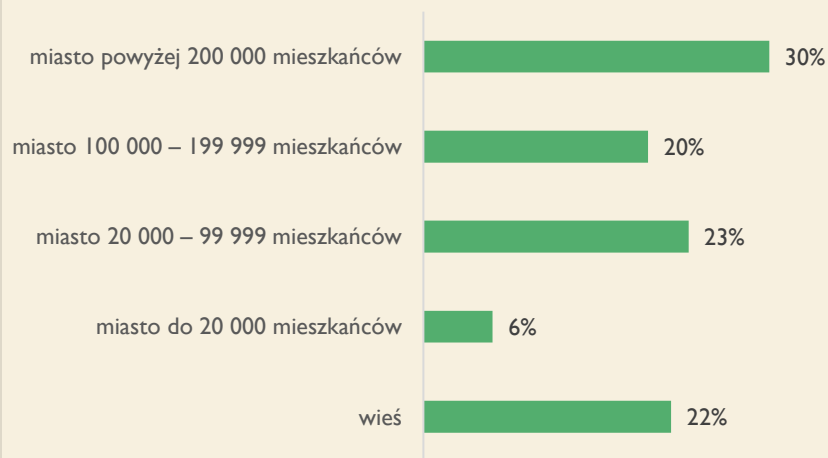 miasto powyżej 200 000 mieszkańców 30%
miasto 100 000 – 199 999 mieszkańców 20%
miasto 20 000 – 99 999 mieszkańców 23%
miasto do 20 000 mieszkańców 6%
wieś 22%